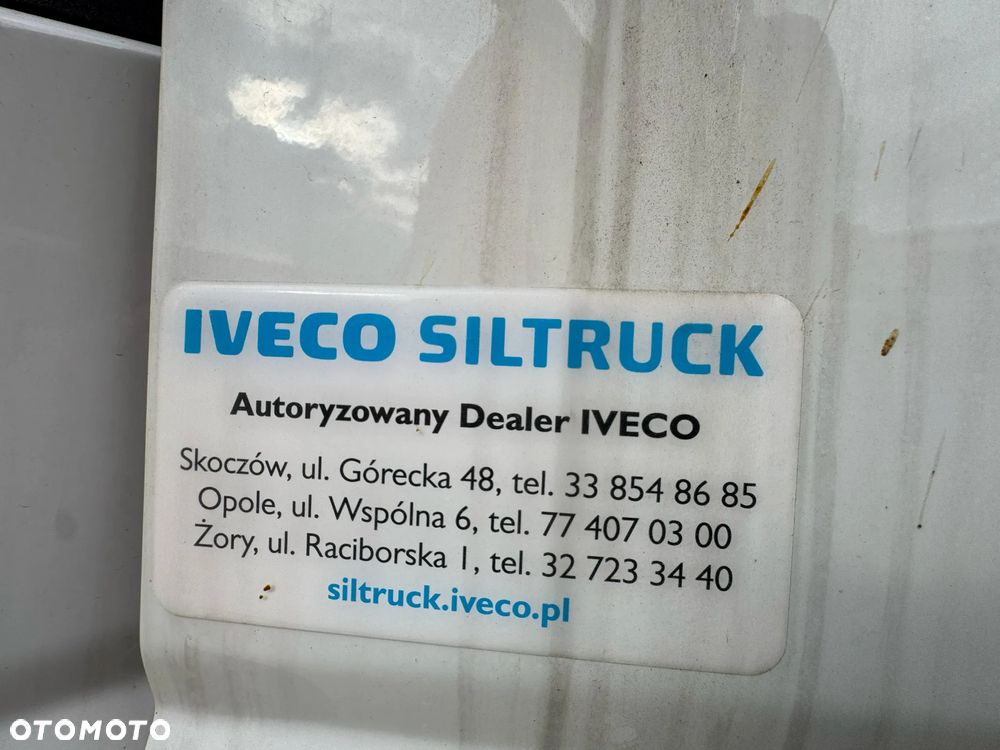 IVECO SILTRUCK
Autoryzowany Dealer IVECO
Skoczów, ul. Górecka 48, tel. 33 854 86 85
Opole, ul. Wspólna 6, tel. 77 407 03 00
Żory, ul. Raciborska 1, tel. 32 723 34 40
siltruck.iveco.pl
OTOMOTO